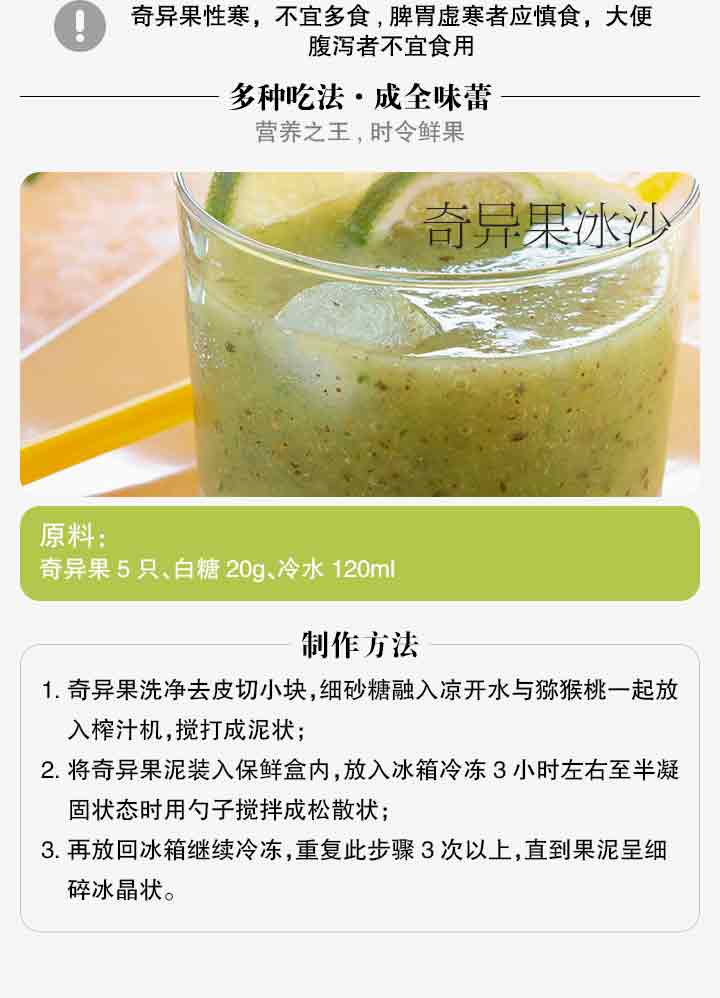 奇异果性寒，不宜多食，脾胃虚寒者应慎食，大便
腹泻者不宜食用
多种吃法·成全味蕾
营养之王，时令鲜果
奇异果冰沙
原料：
奇异果 5 只、白糖 20g、冷水 120ml
制作方法
1. 奇异果洗净去皮切小块，细砂糖融入凉开水与猕猴桃一起放
入榨汁机，搅打成泥状；
2. 将奇异果泥装入保鲜盒内，放入冰箱冷冻 3 小时左右至半凝
固状态时用勺子搅拌成松散状；
3. 再放回冰箱继续冷冻，重复此步骤 3 次以上，直到果泥呈细
碎冰晶状。